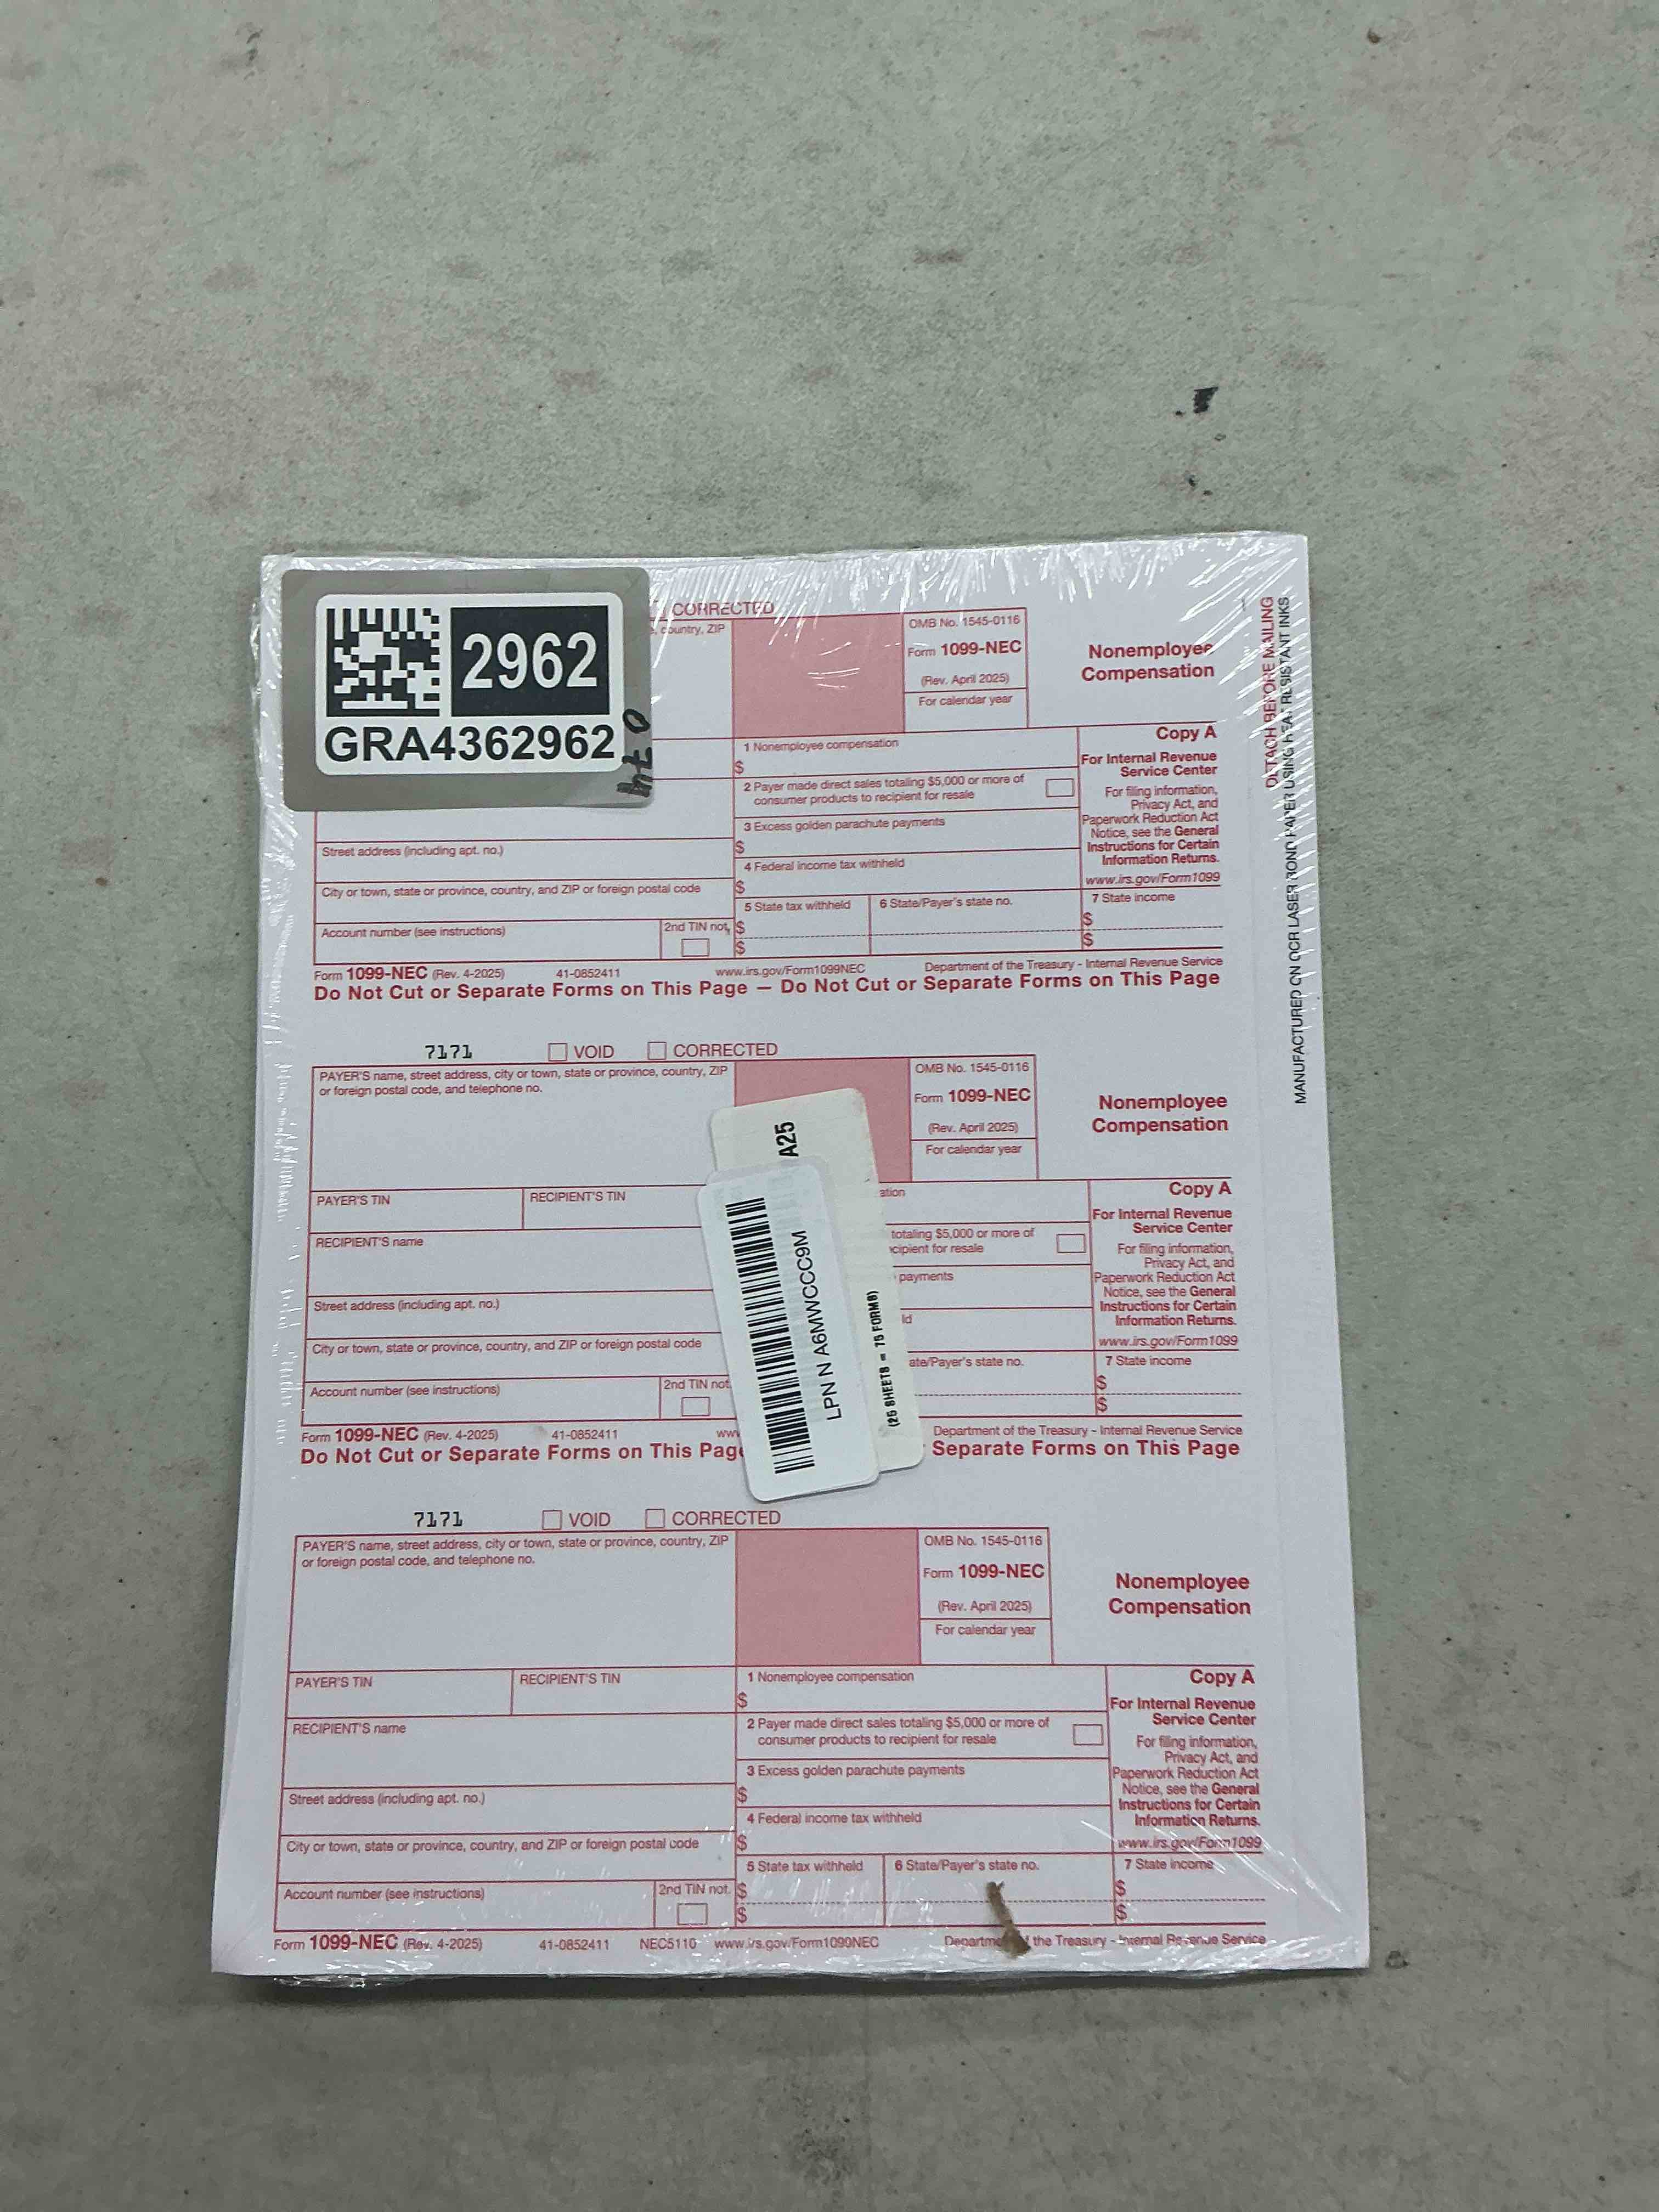 2962
GRA4362962
CORRECTED
, country, ZIP
OMB No. 1545-0116
Form 1099-NEC
(Rev. April 2025)
For calendar year
Nonemployee
Compensation
1 Nonemployee compensation
$
2 Payer made direct sales totaling $5,000 or more of
consumer products to recipient for resale
3 Excess golden parachute payments
$
4 Federal income tax withheld
$
Copy A
For Internal Revenue
Service Center
For filing information,
Privacy Act, and
Paperwork Reduction Act
Notice, see the General
Instructions for Certain
Information Returns.
www.irs.gov/Form1099
Street address (including apt. no.)
City or town, state or province, country, and ZIP or foreign postal code
Account number (see instructions)
2nd TIN not.
5 State tax withheld
$
$
6 State/Payer's state no.
7 State income
$
$
Form 1099-NEC (Rev. 4-2025) 41-0852411 www.irs.gov/Form1099NEC Department of the Treasury - Internal Revenue Service
Do Not Cut or Separate Forms on This Page — Do Not Cut or Separate Forms on This Page
DETACH BEFORE MAILING
MANUFACTURED ON OCR LASER BOND PAPER USING HEAT RESISTANT INKS
7171 VOID CORRECTED
PAYER'S name, street address, city or town, state or province, country, ZIP
or foreign postal code, and telephone no.
OMB No. 1545-0116
Form 1099-NEC
(Rev. April 2025)
For calendar year
Nonemployee
Compensation
PAYER'S TIN
RECIPIENT'S TIN
RECIPIENT'S name
Street address (including apt. no.)
City or town, state or province, country, and ZIP or foreign postal code
Account number (see instructions)
2nd TIN not.
A25
LPN N A6MWCCC9M
(25 SHEETS = 75 FORMS)
ation
totaling $5,000 or more of
cipient for resale
payments
ld
ate/Payer's state no.
7 State income
$
$
Copy A
For Internal Revenue
Service Center
For filing information,
Privacy Act, and
Paperwork Reduction Act
Notice, see the General
Instructions for Certain
Information Returns.
www.irs.gov/Form1099
Form 1099-NEC (Rev. 4-2025) 41-0852411 ww Department of the Treasury - Internal Revenue Service
Do Not Cut or Separate Forms on This Page Separate Forms on This Page
7171 VOID CORRECTED
PAYER'S name, street address, city or town, state or province, country, ZIP
or foreign postal code, and telephone no.
OMB No. 1545-0116
Form 1099-NEC
(Rev. April 2025)
For calendar year
Nonemployee
Compensation
PAYER'S TIN
RECIPIENT'S TIN
RECIPIENT'S name
Street address (including apt. no.)
City or town, state or province, country, and ZIP or foreign postal code
Account number (see instructions)
2nd TIN not.
1 Nonemployee compensation
$
2 Payer made direct sales totaling $5,000 or more of
consumer products to recipient for resale
3 Excess golden parachute payments
$
4 Federal income tax withheld
$
5 State tax withheld
$
$
6 State/Payer's state no.
7 State income
$
$
Copy A
For Internal Revenue
Service Center
For filing information,
Privacy Act, and
Paperwork Reduction Act
Notice, see the General
Instructions for Certain
Information Returns.
www.irs.gov/Form1099
Form 1099-NEC (Rev. 4-2025) 41-0852411 NEC5110 www.irs.gov/Form1099NEC Department of the Treasury - Internal Revenue Service